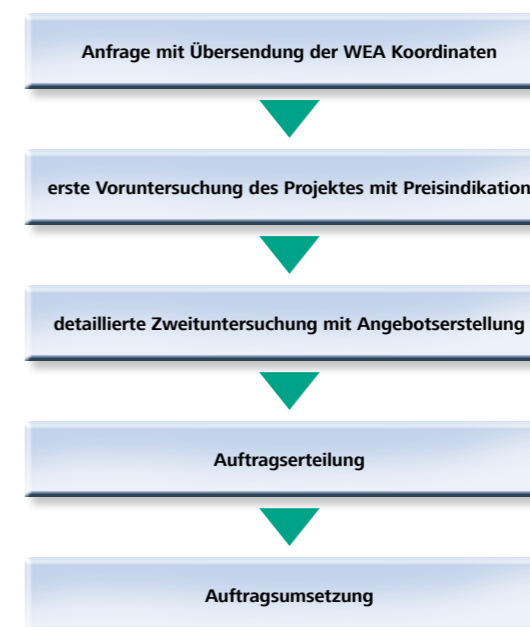 Anfrage mit Übersendung der WEA Koordinaten
erste Voruntersuchung des Projektes mit Preisindikation
detaillierte Zweituntersuchung mit Angebotserstellung
Auftragserteilung
Auftragsumsetzung